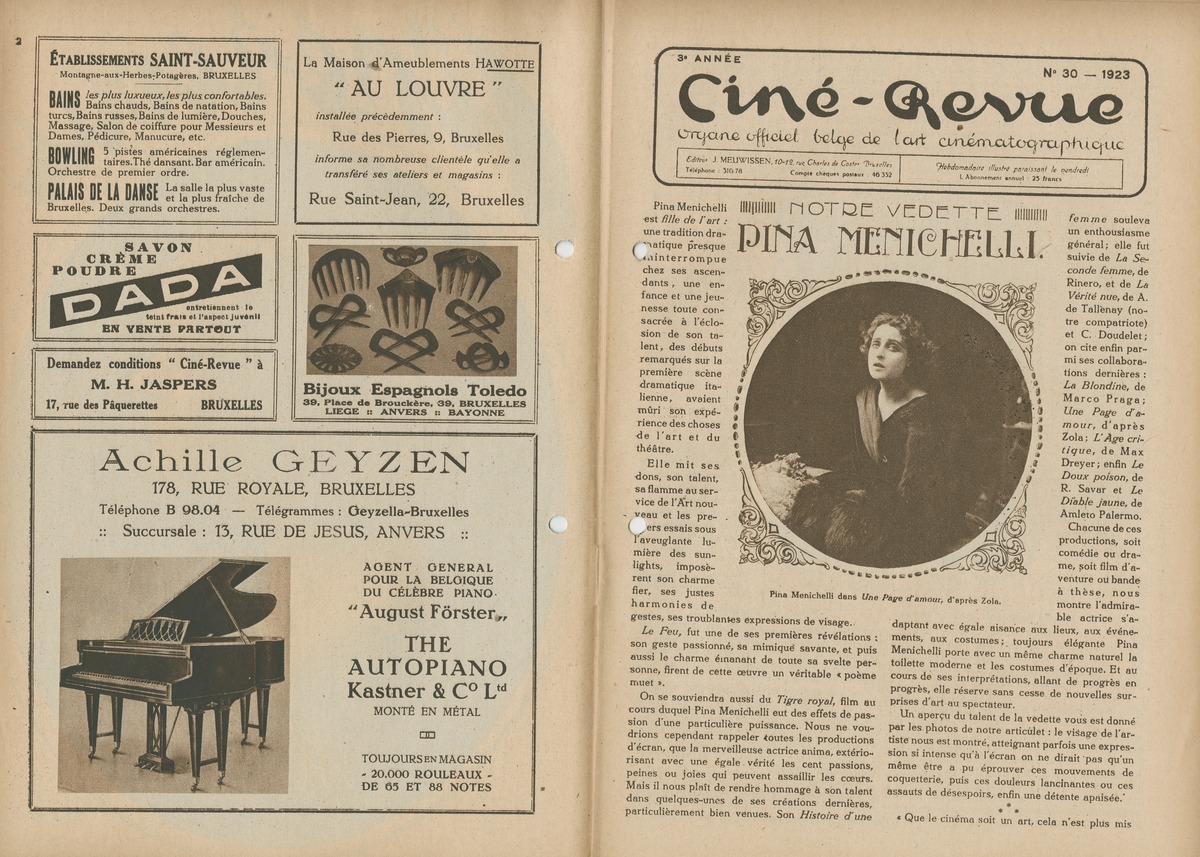 2
ÉTABLISSEMENTS SAINT-SAUVEUR
Montagne-aux-Herbes-Potagères, BRUXELLES
BAINS les plus luxueux, les plus confortables.
Bains chauds, Bains de natation, Bains
turcs, Bains russes, Bains de lumière, Douches,
Massage, Salon de coiffure pour Messieurs et
Dames, Pédicure, Manucure, etc.
BOWLING 5 pistes américaines réglemen-
taires. Thé dansant. Bar américain.
Orchestre de premier ordre.
PALAIS DE LA DANSE La salle la plus vaste
et la plus fraîche de
Bruxelles. Deux grands orchestres.
La Maison d'Ameublements HAWOTTE
“ AU LOUVRE ”
installée précèdemment :
Rue des Pierres, 9, Bruxelles
informe sa nombreuse clientèle qu'elle a
transféré ses ateliers et magasins :
Rue Saint-Jean, 22, Bruxelles
SAVON
CRÈME
POUDRE
DADA
entretiennent le
teint frais et l'aspect juvénil
EN VENTE PARTOUT
Demandez conditions “ Ciné-Revue ” à
M. H. JASPERS
17, rue des Pâquerettes BRUXELLES
Bijoux Espagnols Toledo
39, Place de Brouckère, 39, BRUXELLES
LIEGE :: ANVERS :: BAYONNE
Achille GEYZEN
178, RUE ROYALE, BRUXELLES
Téléphone B 98.04 — Télégrammes : Geyzella-Bruxelles
:: Succursale : 13, RUE DE JESUS, ANVERS ::
AGENT GENERAL
POUR LA BELGIQUE
DU CÉLÈBRE PIANO
“August Förster„
THE
AUTOPIANO
Kastner & Cº Ltd
MONTÉ EN MÉTAL
TOUJOURS EN MAGASIN
- 20.000 ROULEAUX -
DE 65 ET 88 NOTES
3e ANNÉE
N° 30 — 1923
Ciné-Revue
Organe officiel belge de l'art cinématographique
Editeur J. MEUWISSEN, 10-12, rue Charles de Coster Bruxelles
Téléphone : 310.78 Compte chèques postaux : 46.352
Hebdomadaire illustré paraissant le vendredi
L'Abonnement annuel : 25 francs
NOTRE VEDETTE
PINA MENICHELLI.
Pina Menichelli
est fille de l'art :
une tradition dra-
matique presque
ininterrompue
chez ses ascen-
dants, une en-
fance et une jeu-
nesse toute con-
sacrée à l'éclo-
sion de son ta-
lent, des débuts
remarqués sur la
première scène
dramatique ita-
lienne, avaient
mûri son expé-
rience des choses
de l'art et du
théâtre.
Elle mit ses
dons, son talent,
sa flamme au ser-
vice de l'Art nou-
veau et les pre-
miers essais sous
l'aveuglante lu-
mière des sun-
lights, imposè-
rent son charme
fier, ses justes
harmonies de
gestes, ses troublantes expressions de visage.
Le Feu, fut une de ses premières révélations :
son geste passionné, sa mimique savante, et puis
aussi le charme émanant de toute sa svelte per-
sonne, firent de cette œuvre un véritable « poème
muet ».
On se souviendra aussi du Tigre royal, film au
cours duquel Pina Menichelli eut des effets de pas-
sion d'une particulière puissance. Nous ne vou-
drions cependant rappeler toutes les productions
d'écran, que la merveilleuse actrice anima, extério-
risant avec une égale vérité les cent passions,
peines ou joies qui peuvent assaillir les cœurs.
Mais il nous plaît de rendre hommage à son talent
dans quelques-unes de ses créations dernières,
particulièrement bien venues. Son Histoire d'une
Pina Menichelli dans Une Page d'amour, d'après Zola.
femme souleva
un enthousiasme
général ; elle fut
suivie de La Se-
conde femme, de
Rinero, et de La
Vérité nue, de A.
de Tallenay (no-
tre compatriote)
et C. Doudelet ;
on cite enfin par-
mi ses collabora-
tions dernières :
La Blondine, de
Marco Praga ;
Une Page d'a-
mour, d'après
Zola ; L'Age cri-
tique, de Max
Dreyer ; enfin Le
Doux poison, de
R. Savar et Le
Diable jaune, de
Amleto Palermo.
Chacune de ces
productions, soit
comédie ou dra-
me, soit film d'a-
venture ou bande
à thèse, nous
montre l'admira-
ble actrice s'a-
daptant avec égale aisance aux lieux, aux événe-
ments, aux costumes ; toujours élégante Pina
Menichelli porte avec un même charme naturel la
toilette moderne et les costumes d'époque. Et au
cours de ses interprétations, allant de progrès en
progrès, elle réserve sans cesse de nouvelles sur-
prises d'art au spectateur.
Un aperçu du talent de la vedette vous est donné
par les photos de notre articulet : le visage de l'ar-
tiste nous est montré, atteignant parfois une expres-
sion si intense qu'à l'écran on ne dirait pas qu'un
même être a pu éprouver ces mouvements de
coquetterie, puis ces douleurs lancinantes ou ces
assauts de désespoirs, enfin une détente apaisée.
* * *
« Que le cinéma soit un art, cela n'est plus mis